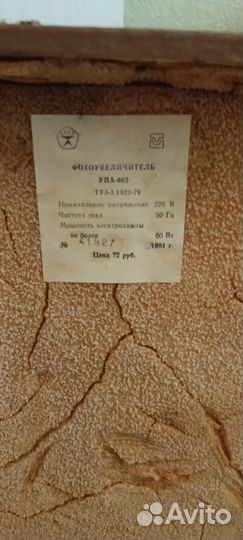 ФОТОУВЕЛИЧИТЕЛЬ
УПА-603
ТУ3-3.1322-79
Номинальное напряжение 220 В
Частота тока 50 Гц
Мощность электролампы
не более 60 Вт
№ 41927 1981 г.
Цена 72 руб.
Avito